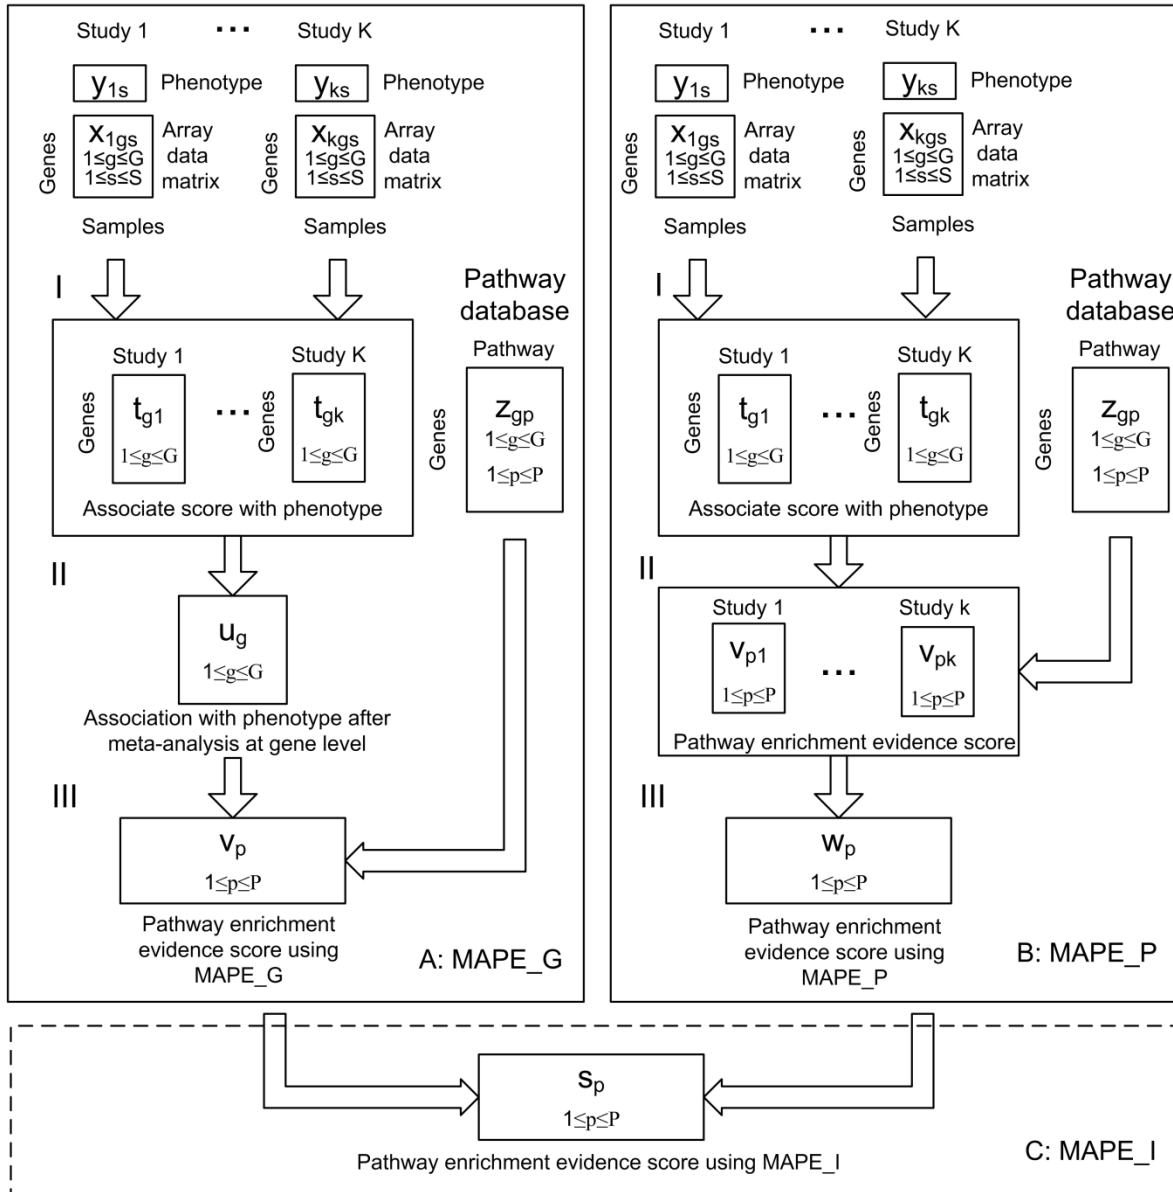 Study 1 ... Study K
y1s Phenotype yks Phenotype
Genes x1gs 1≤g≤G 1≤s≤S Array data matrix
Genes xkgs 1≤g≤G 1≤s≤S Array data matrix
Samples Samples
I
Pathway database
Study 1 Study K
Pathway
Genes tg1 1≤g≤G ... Genes tgk 1≤g≤G
Genes zgp 1≤g≤G 1≤p≤P
Associate score with phenotype
II
ug
1≤g≤G
Association with phenotype after
meta-analysis at gene level
III
vp
1≤p≤P
Pathway enrichment
evidence score using
MAPE_G
A: MAPE_G
Study 1 ... Study K
y1s Phenotype yks Phenotype
Genes x1gs 1≤g≤G 1≤s≤S Array data matrix
Genes xkgs 1≤g≤G 1≤s≤S Array data matrix
Samples Samples
I
Pathway database
Study 1 Study K
Pathway
Genes tg1 1≤g≤G ... Genes tgk 1≤g≤G
Genes zgp 1≤g≤G 1≤p≤P
Associate score with phenotype
II
Study 1 Study k
vp1 1≤p≤P ... vpk 1≤p≤P
Pathway enrichment evidence score
III
wp
1≤p≤P
Pathway enrichment
evidence score using
MAPE_P
B: MAPE_P
sp
1≤p≤P
Pathway enrichment evidence score using MAPE_I
C: MAPE_I